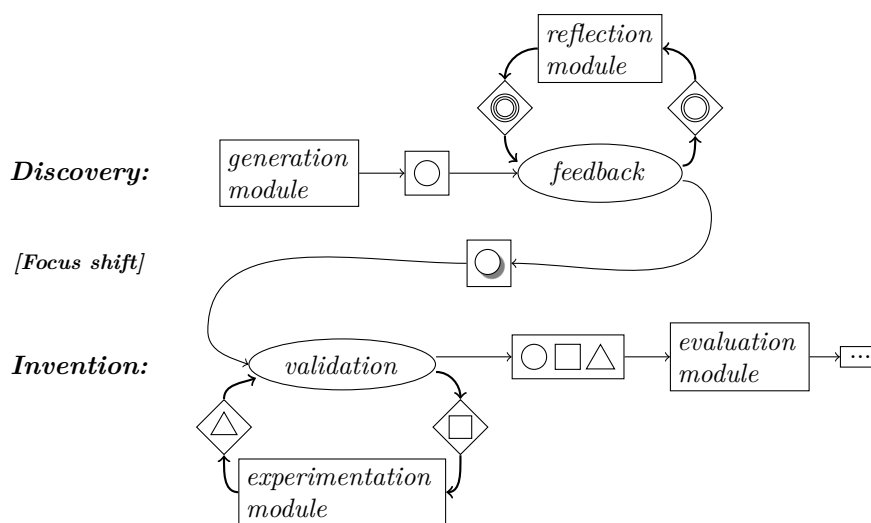 reflection
module
Discovery:
generation
module
feedback
[Focus shift]
Invention:
validation
evaluation
module
...
experimentation
module